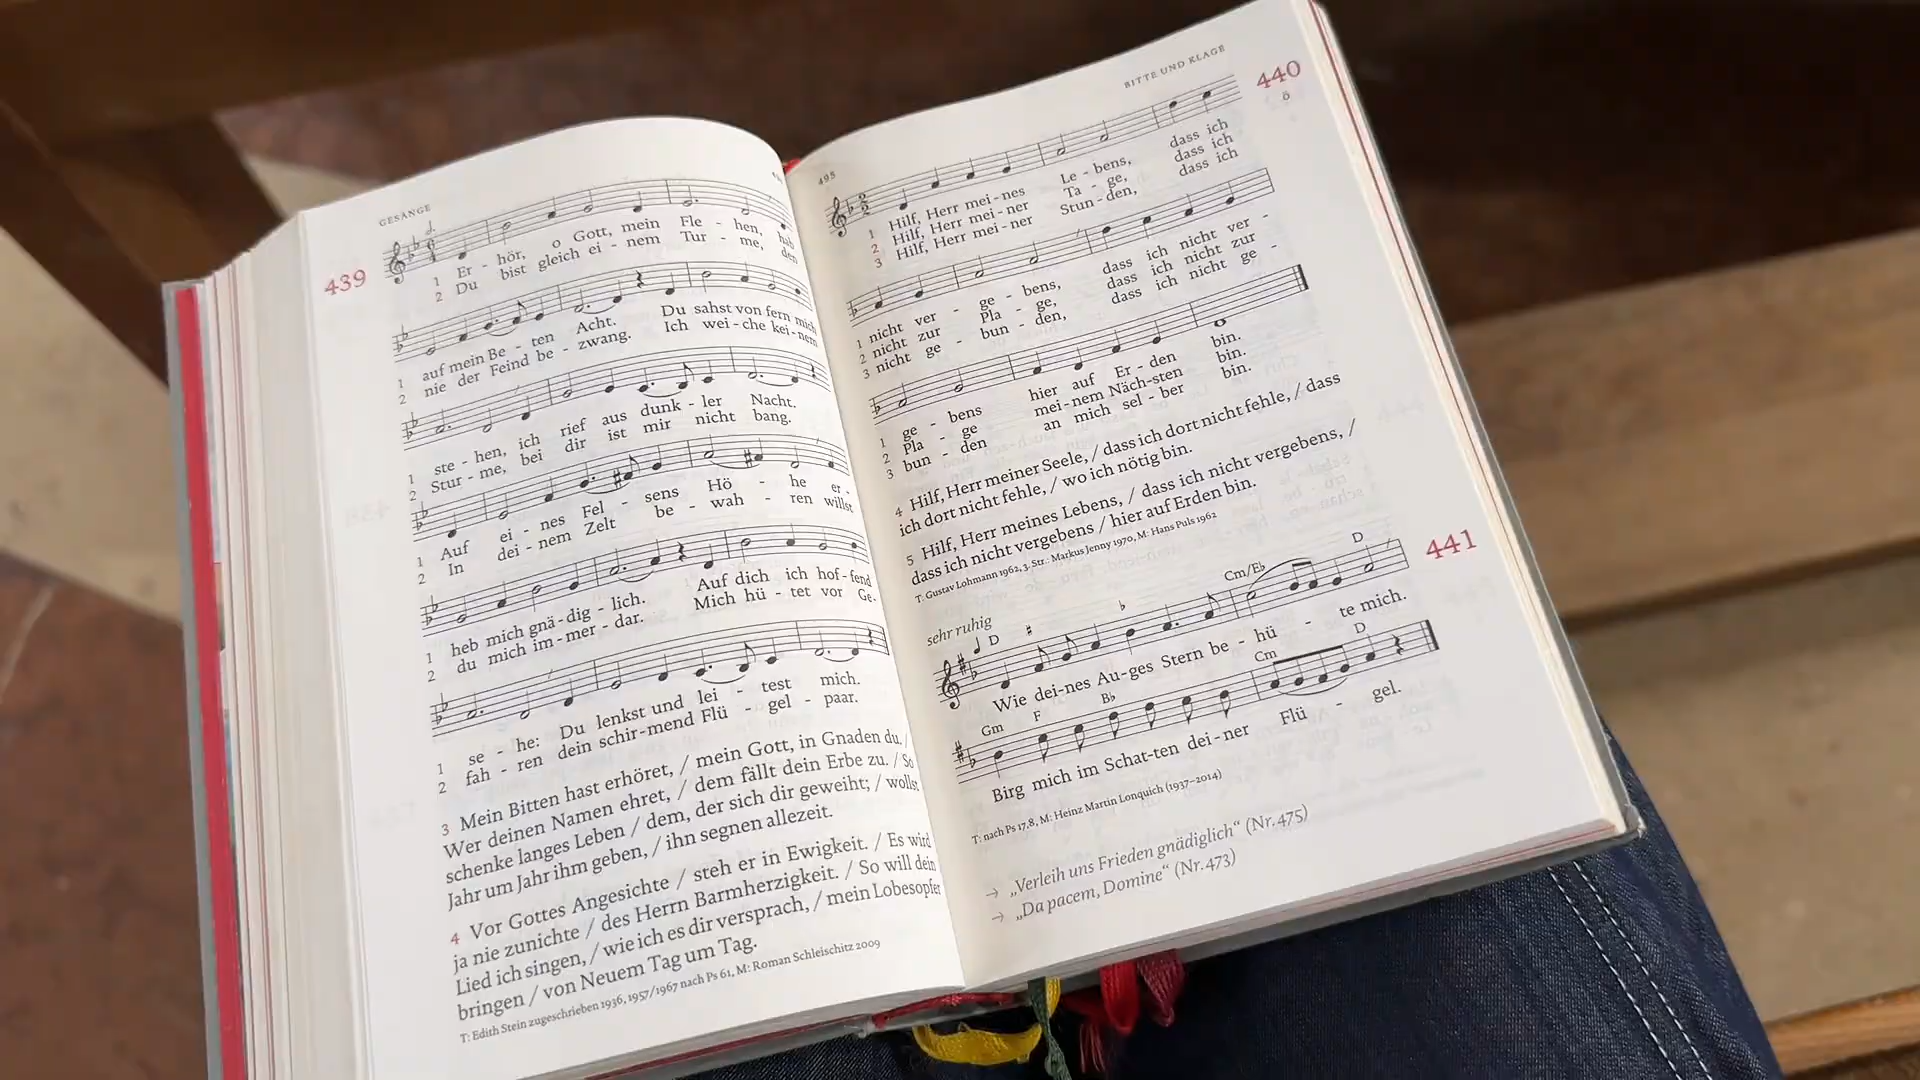 GESÄNGE
439
1 Er - hör, o Gott, mein Fle - hen, hab
2 Du bist gleich ei - nem Tur - me, den
1 auf mein Be - ten Acht. Du sahst von fern mich
2 nie der Feind be - zwang. Ich wei - che kei - nem
1 ste - hen, ich rief aus dunk - ler Nacht.
2 Stur - me, bei dir ist mir nicht bang.
1 Auf ei - nes Fel - sens Hö - he er -
2 In dei - nem Zelt be - wah - ren willst
1 heb mich gnä - dig - lich. Auf dich ich hof - fend
2 du mich im - mer - dar. Mich hü - tet vor Ge -
1 se - he: Du lenkst und lei - test mich.
2 fah - ren dein schir - mend Flü - gel - paar.
3 Mein Bitten hast erhöret, / mein Gott, in Gnaden du. /
Wer deinen Namen ehret, / dem fällt dein Erbe zu. / So
schenke langes Leben / dem, der sich dir geweiht; / wollst
Jahr um Jahr ihm geben, / ihn segnen allezeit.
4 Vor Gottes Angesichte / steh er in Ewigkeit. / Es wird
ja nie zunichte / des Herrn Barmherzigkeit. / So will dein
Lied ich singen, / wie ich es dir versprach, / mein Lobesopfer
bringen / von Neuem Tag um Tag.
T: Edith Stein zugeschrieben 1936, 1957/1967 nach Ps 61, M: Roman Schleischitz 2009
495
BITTE UND KLAGE
440
ö
1 Hilf, Herr mei - nes Le - bens, dass ich
2 Hilf, Herr mei - ner Ta - ge, dass ich
3 Hilf, Herr mei - ner Stun - den, dass ich
1 nicht ver - ge - bens, dass ich nicht ver -
2 nicht zur Pla - ge, dass ich nicht zur
3 nicht ge - bun - den, dass ich nicht ge -
1 ge - bens hier auf Er - den bin.
2 Pla - ge mei - nem Näch - sten bin.
3 bun - den an mich sel - ber bin.
4 Hilf, Herr meiner Seele, / dass ich dort nicht fehle, / dass
ich dort nicht fehle, / wo ich nötig bin.
5 Hilf, Herr meines Lebens, / dass ich nicht vergebens, /
dass ich nicht vergebens / hier auf Erden bin.
T: Gustav Lohmann 1962, 3. Str.: Markus Jenny 1970, M: Hans Puls 1962
441
sehr ruhig
D Cm/E♭ D
Wie dei - nes Au - ges Stern be - hü - te mich.
Gm F B♭ Cm D
Birg mich im Schat - ten dei - ner Flü - gel.
T: nach Ps 17,8, M: Heinz Martin Lonquich (1937–2014)
→ „Verleih uns Frieden gnädiglich“ (Nr. 475)
→ „Da pacem, Domine“ (Nr. 473)